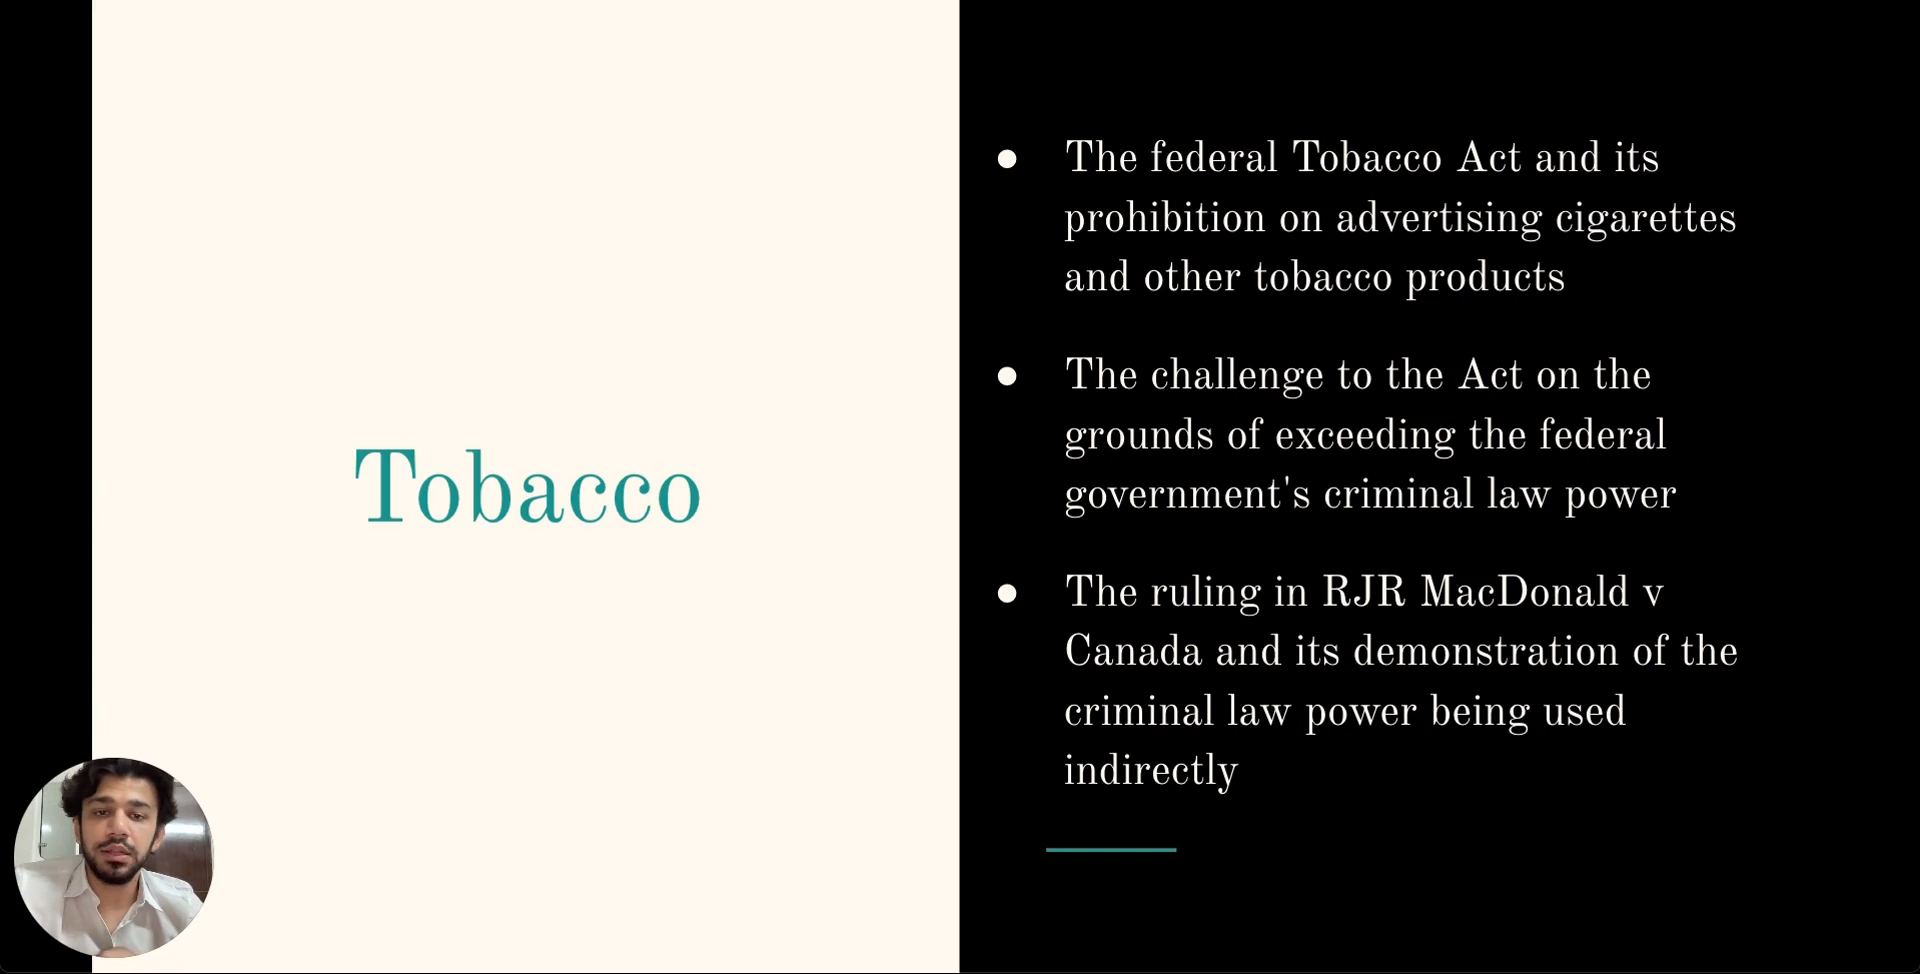 Tobacco
● The federal Tobacco Act and its
prohibition on advertising cigarettes
and other tobacco products
● The challenge to the Act on the
grounds of exceeding the federal
government's criminal law power
● The ruling in RJR MacDonald v
Canada and its demonstration of the
criminal law power being used
indirectly